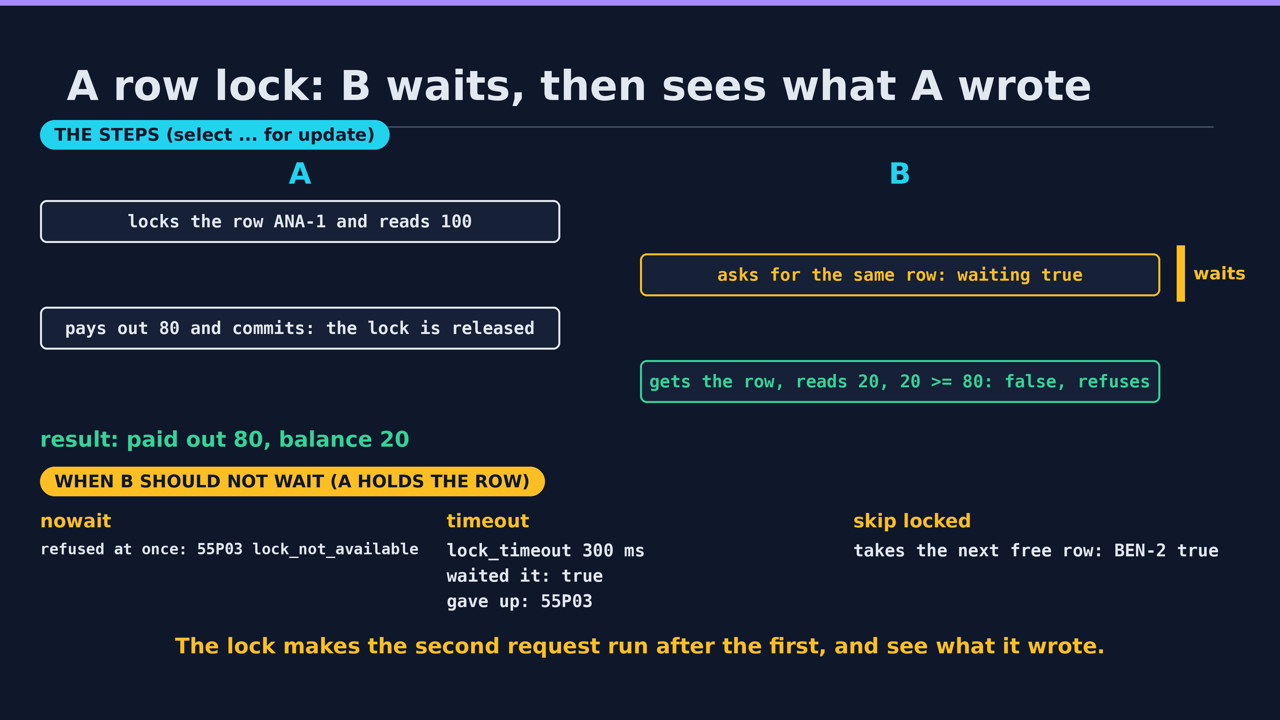 A row lock: B waits, then sees what A wrote
THE STEPS (select ... for update)
A
B
locks the row ANA-1 and reads 100
asks for the same row: waiting true
waits
pays out 80 and commits: the lock is released
gets the row, reads 20, 20 >= 80: false, refuses
result: paid out 80, balance 20
WHEN B SHOULD NOT WAIT (A HOLDS THE ROW)
nowait
refused at once: 55P03 lock_not_available
timeout
lock_timeout 300 ms
waited it: true
gave up: 55P03
skip locked
takes the next free row: BEN-2 true
The lock makes the second request run after the first, and see what it wrote.